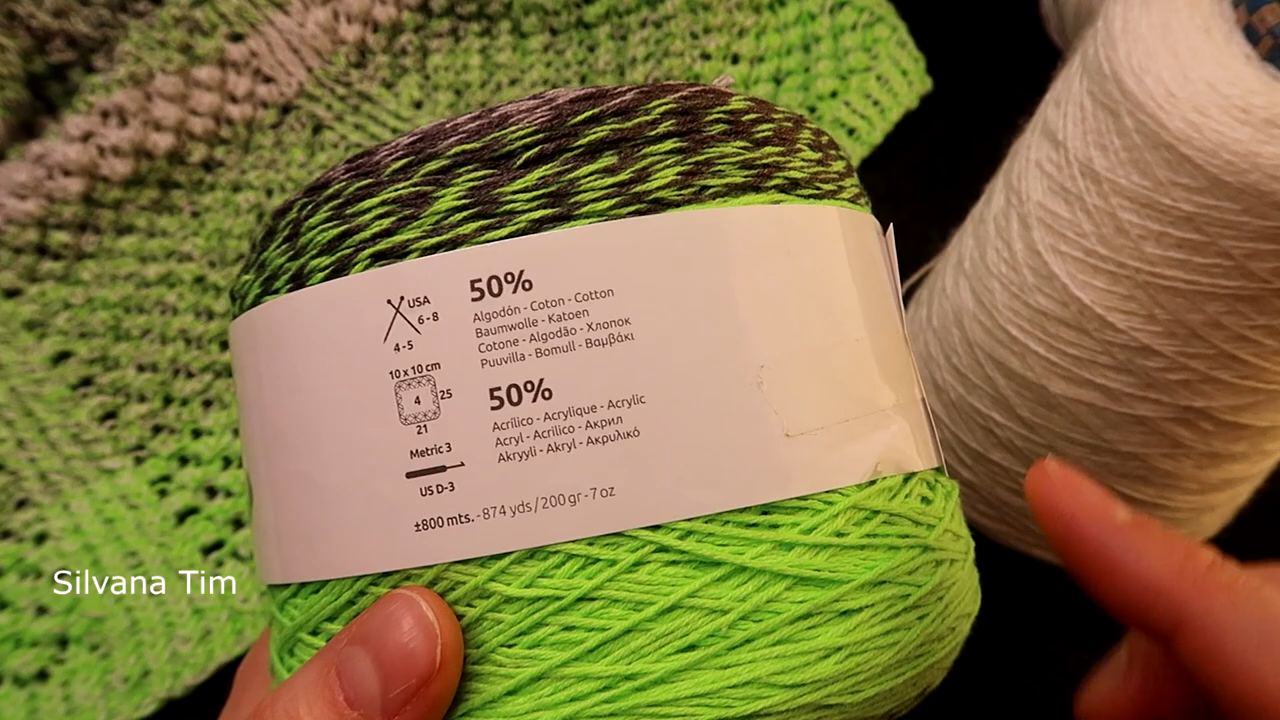 USA
6-8
4-5
10 x 10 cm
4
25
21
Metric 3
US D-3
50%
Algodón - Coton - Cotton
Baumwolle - Katoen
Cotone - Algodão - Хлопок
Puuvilla - Bomull - Βαμβάκι
50%
Acrílico - Acrylique - Acrylic
Acryl - Acrilico - Акрил
Akryyli - Akryl - Ακρυλικό
±800 mts. - 874 yds / 200 gr - 7 oz
Silvana Tim